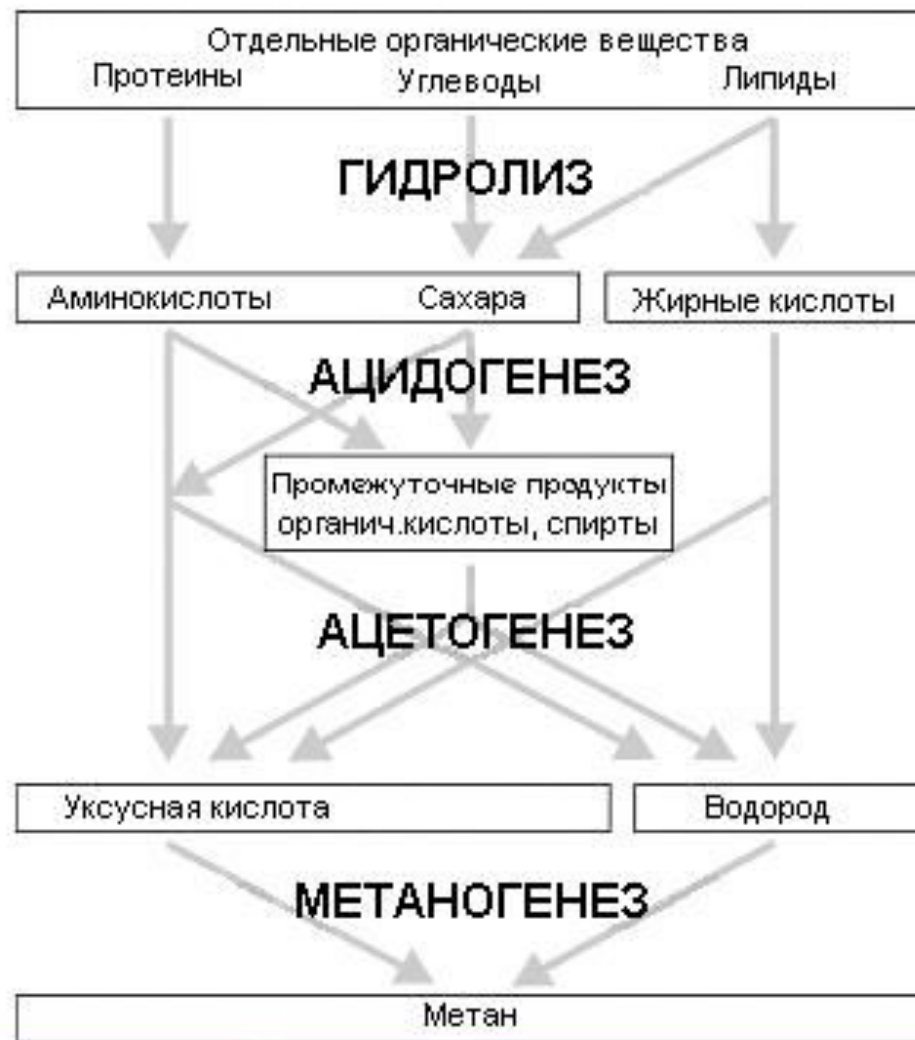 Отдельные органические вещества
Протеины Углеводы Липиды
ГИДРОЛИЗ
Аминокислоты Сахара Жирные кислоты
АЦИДОГЕНЕЗ
Промежуточные продукты
органич.кислоты, спирты
АЦЕТОГЕНЕЗ
Уксусная кислота Водород
МЕТАНОГЕНЕЗ
Метан